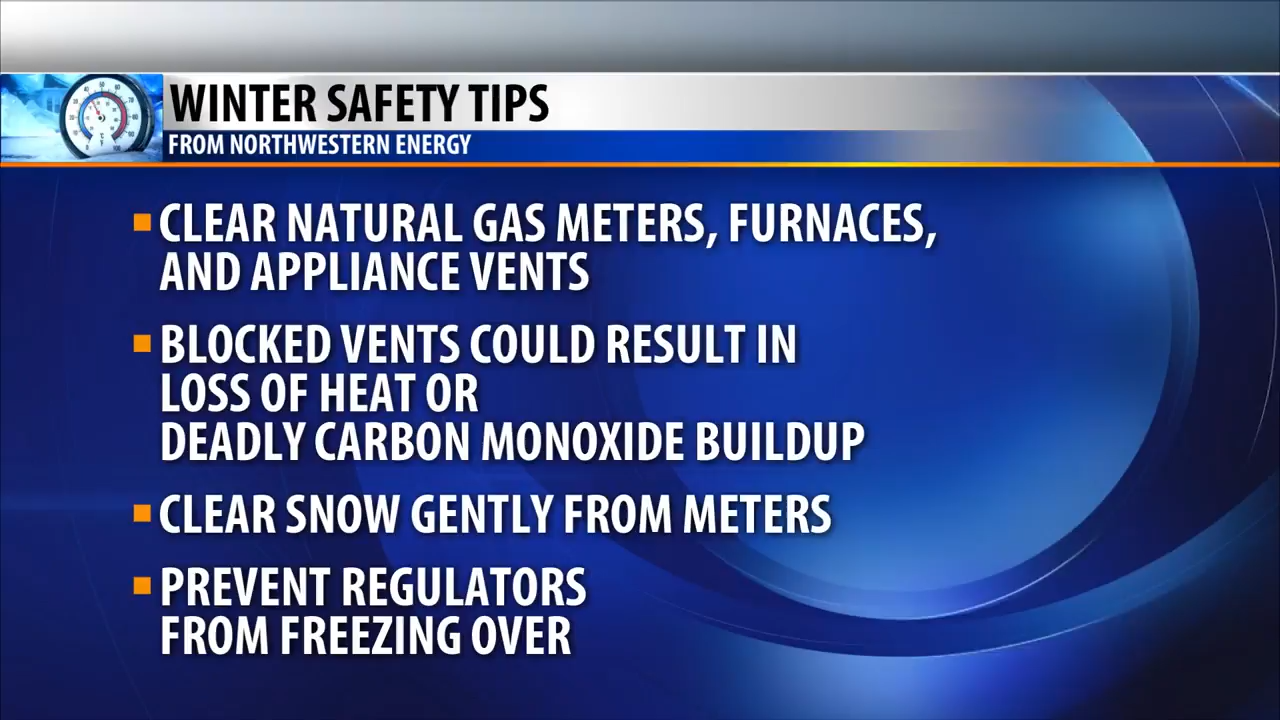 WINTER SAFETY TIPS
FROM NORTHWESTERN ENERGY
CLEAR NATURAL GAS METERS, FURNACES,
AND APPLIANCE VENTS
BLOCKED VENTS COULD RESULT IN
LOSS OF HEAT OR
DEADLY CARBON MONOXIDE BUILDUP
CLEAR SNOW GENTLY FROM METERS
PREVENT REGULATORS
FROM FREEZING OVER